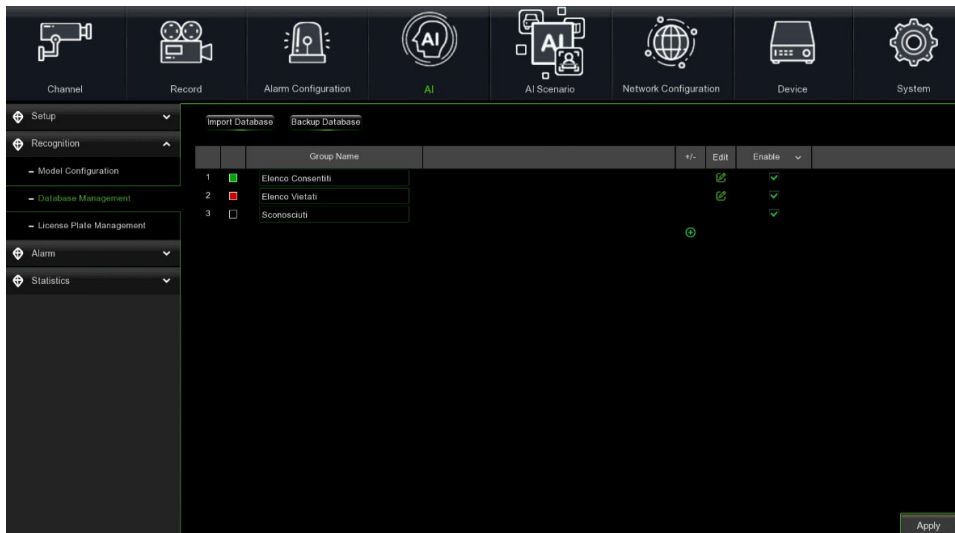 Channel
Record
Alarm Configuration
AI
AI
AI
AI Scenario
Network Configuration
Device
System
Setup
Recognition
Model Configuration
Database Management
License Plate Management
Alarm
Statistics
Import Database Backup Database
Group Name +/- Edit Enable
1 Elenco Consentiti
2 Elenco Vietati
3 Sconosciuti
Apply